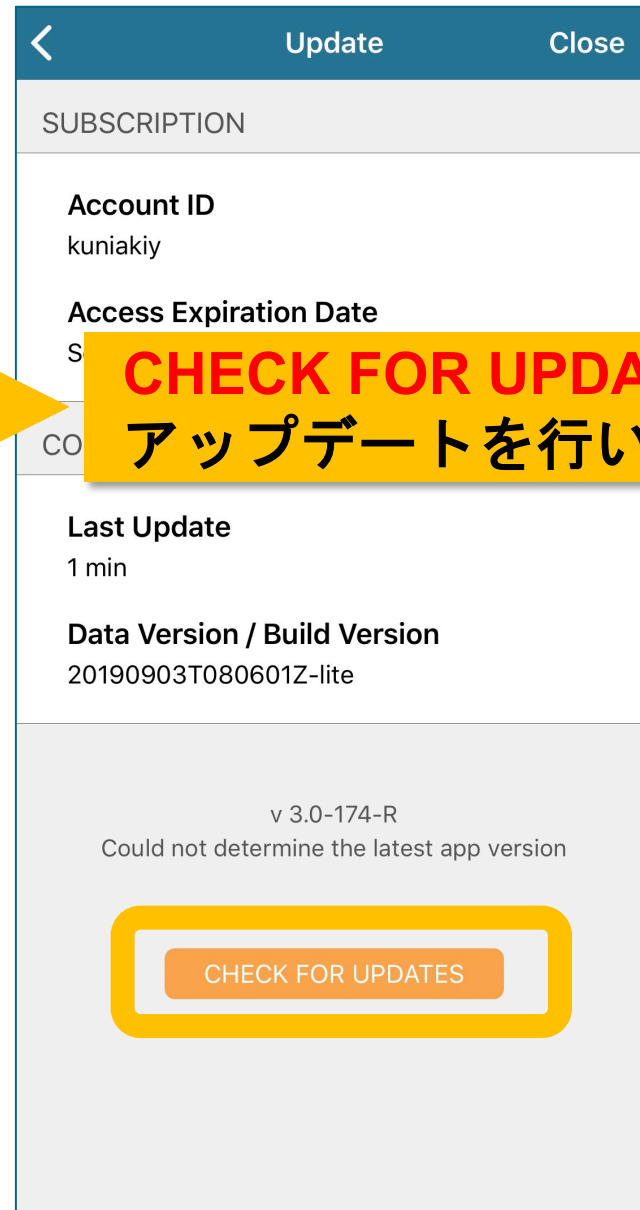 Update
Close
SUBSCRIPTION
Account ID
kuniakiy
Access Expiration Date
CHECK FOR UPDA
アップデートを行い
Last Update
1 min
Data Version / Build Version
20190903T080601Z-lite
v 3.0-174-R
Could not determine the latest app version
CHECK FOR UPDATES